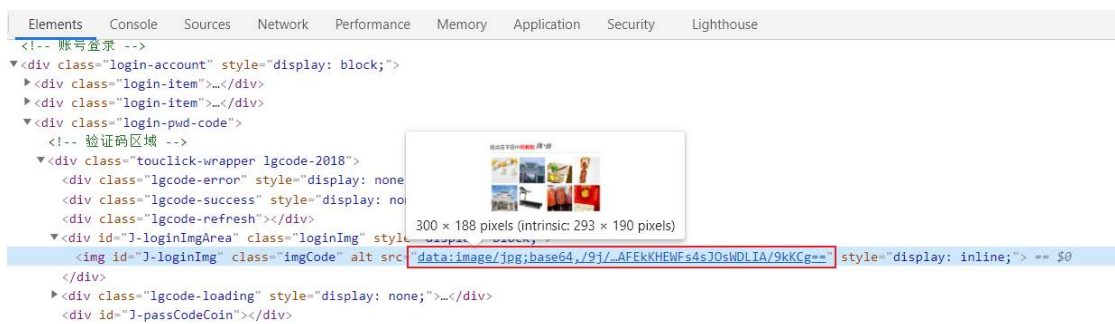 Elements Console Sources Network Performance Memory Application Security Lighthouse
<!-- 账号登录 -->
▼<div class="login-account" style="display: block;">
▶<div class="login-item">…</div>
▶<div class="login-item">…</div>
▼<div class="login-pwd-code">
<!-- 验证码区域 -->
▼<div class="touclick-wrapper lgcode-2018">
<div class="lgcode-error" style="display: none
<div class="lgcode-success" style="display: no
<div class="lgcode-refresh"></div>
300 × 188 pixels (intrinsic: 293 × 190 pixels)
▼<div id="J-loginImgArea" class="loginImg" style="display: block;">
<img id="J-loginImg" class="imgCode" alt src="data:image/jpg;base64,/9j/…AFEkKHEWFs4sJOsWDLIA/9kKCg==" style="display: inline;"> == $0
</div>
▶<div class="lgcode-loading" style="display: none;">…</div>
<div id="J-passCodeCoin"></div>